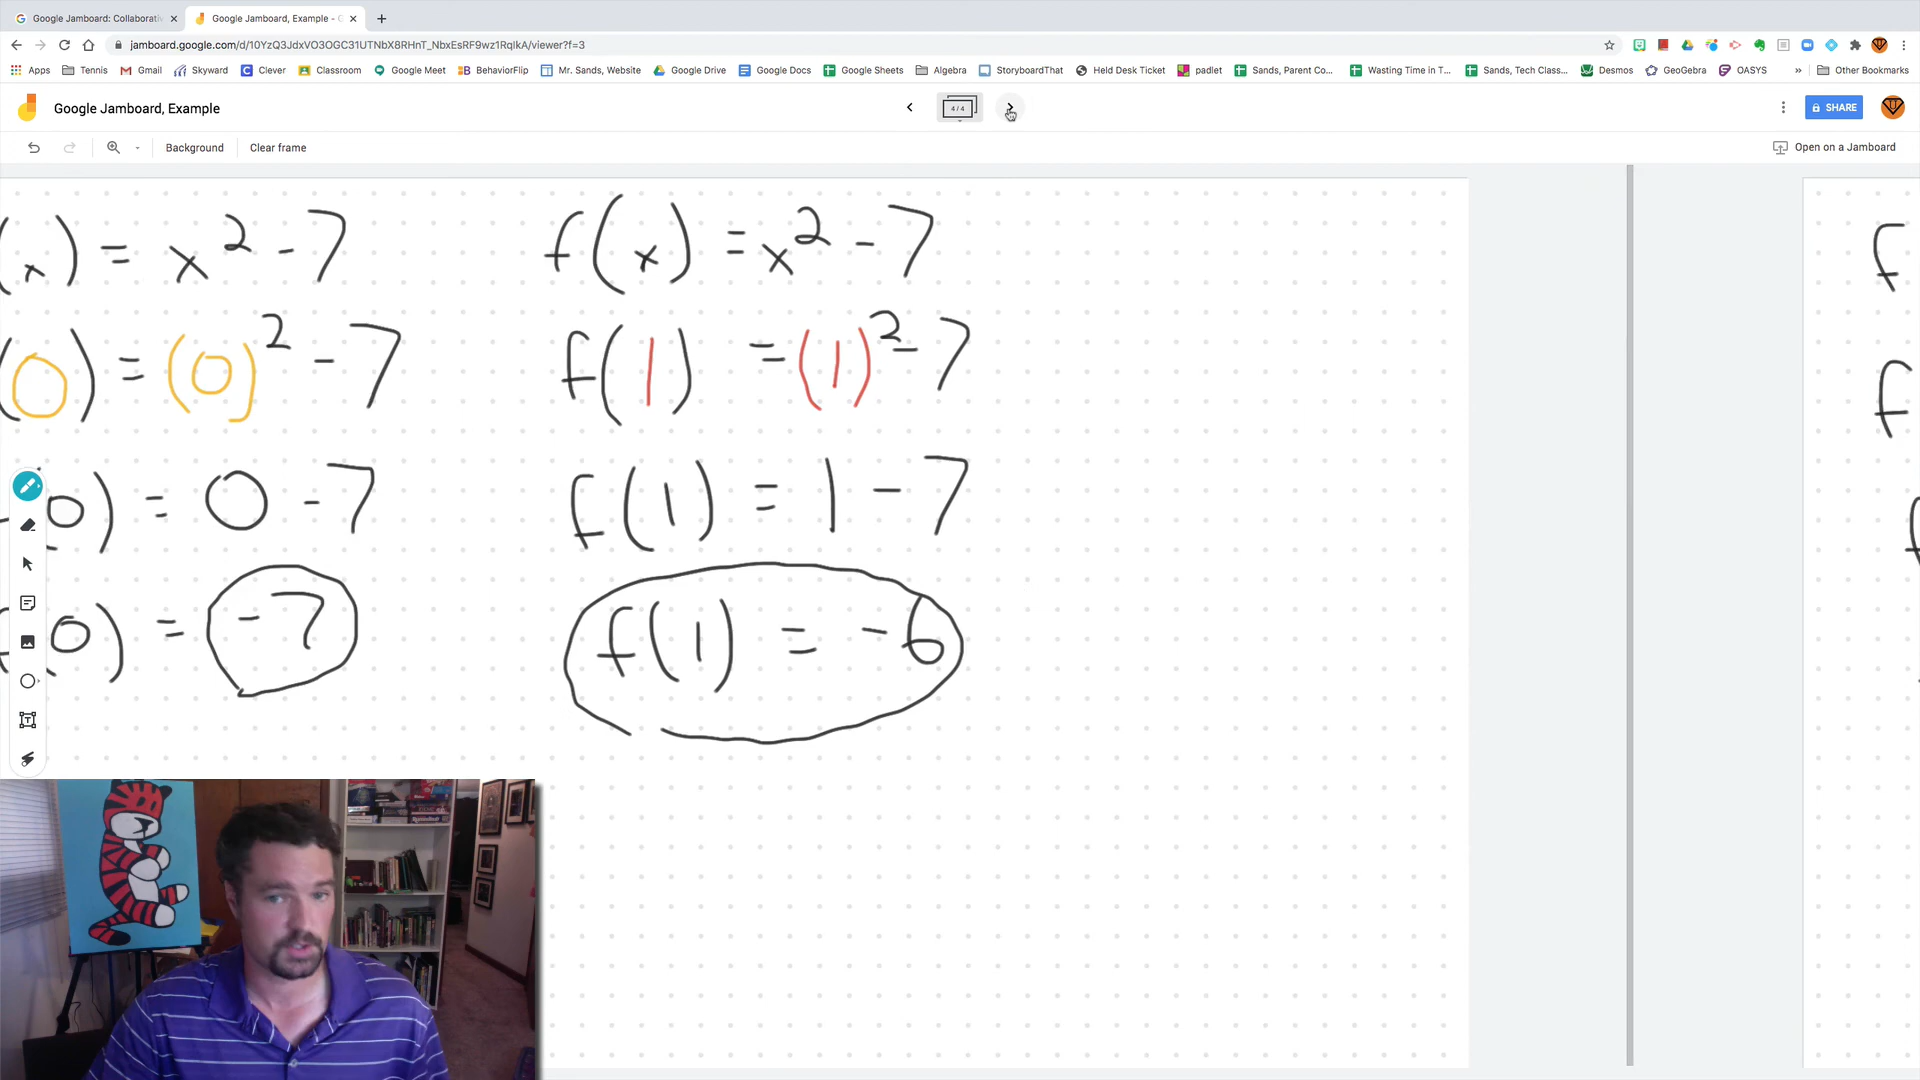 Google Jamboard: Collaborativ
Google Jamboard, Example - G
jamboard.google.com/d/10YzQ3JdxVO3OGC31UTNbX8RHnT_NbxEsRF9wz1RqIkA/viewer?f=3
Apps Tennis Gmail Skyward Clever Classroom Google Meet BehaviorFlip Mr. Sands, Website Google Drive Google Docs Google Sheets Algebra StoryboardThat Held Desk Ticket padlet Sands, Parent Co... Wasting Time in T... Sands, Tech Class... Desmos GeoGebra OASYS » Other Bookmarks
Google Jamboard, Example
4 / 4
SHARE
Background
Clear frame
Open on a Jamboard
(x) = x² - 7
(0) = (0)² - 7
(0) = 0 - 7
(0) = -7
f(x) = x² - 7
f(1) = (1)² - 7
f(1) = 1 - 7
f(1) = -6
f
f
f